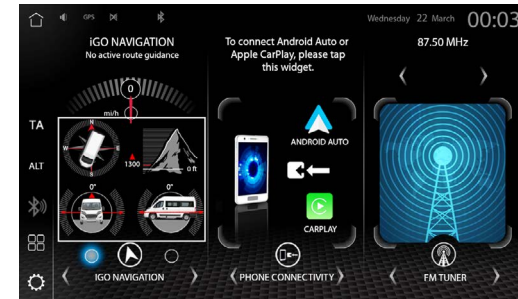 GPS
Wednesday 22 March 00:03
iGO NAVIGATION
No active route guidance
0
mi/h
N
W
E
S
1300
0 ft
0°
0°
iGO NAVIGATION
To connect Android Auto or
Apple CarPlay, please tap
this widget.
ANDROID AUTO
CARPLAY
PHONE CONNECTIVITY
87.50 MHz
FM TUNER
TA
ALT